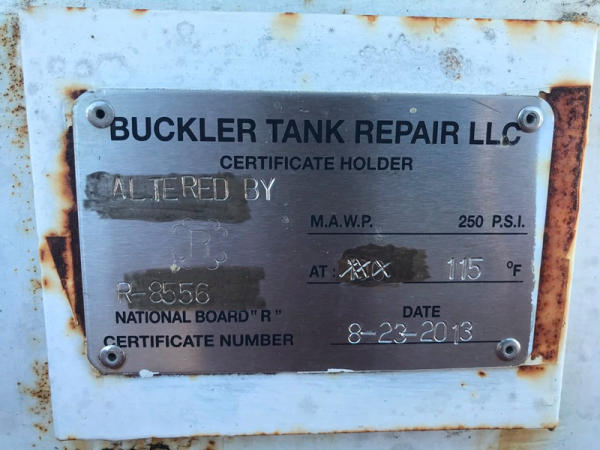 BUCKLER TANK REPAIR LLC
CERTIFICATE HOLDER
ALTERED BY
R
R-8556
NATIONAL BOARD "R"
CERTIFICATE NUMBER
M.A.W.P. 250 P.S.I.
AT: XXX 115 °F
DATE
8-23-2013